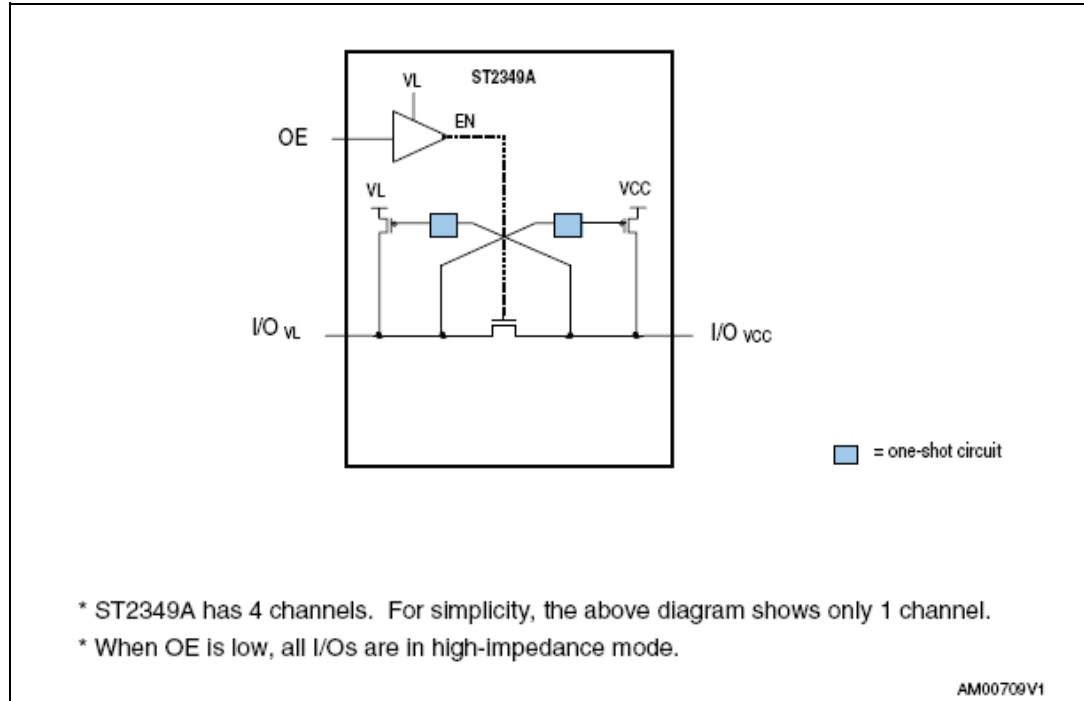 ST2349A
VL
EN
OE
VL
VCC
I/O VL
I/O VCC
= one-shot circuit
* ST2349A has 4 channels. For simplicity, the above diagram shows only 1 channel.
* When OE is low, all I/Os are in high-impedance mode.
AM00709V1